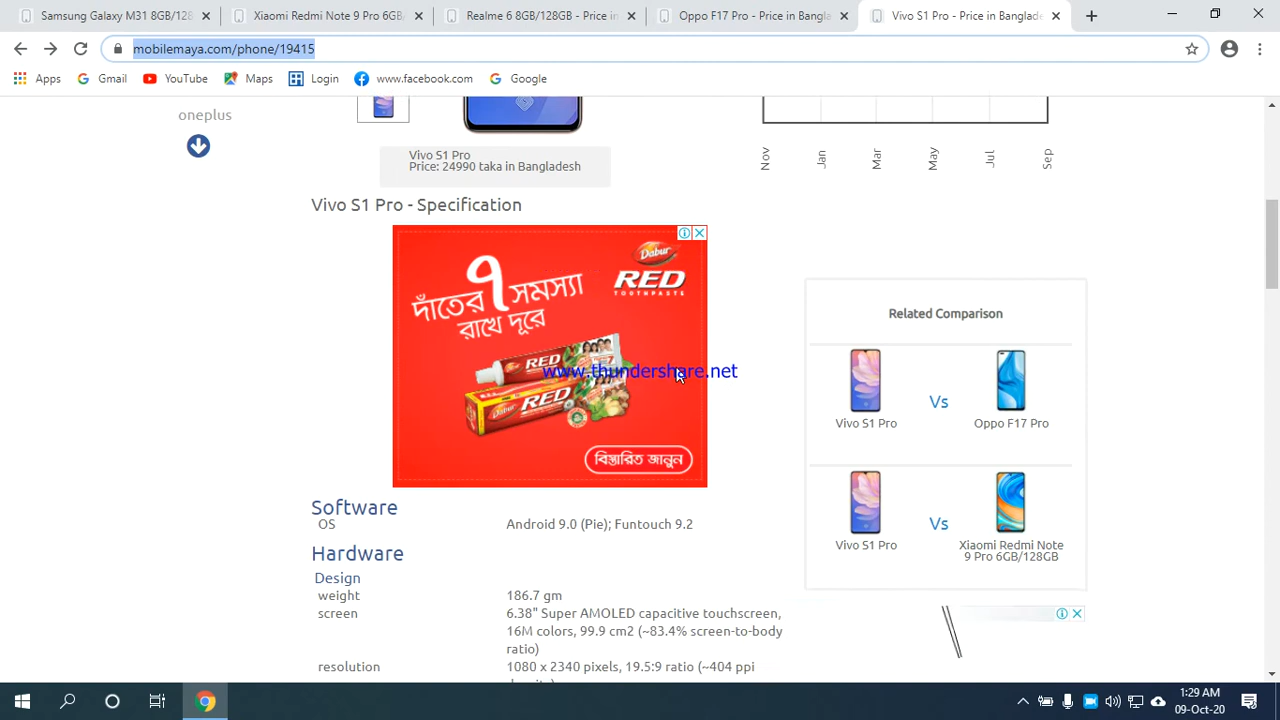 Samsung Galaxy M31 8GB/128
Xiaomi Redmi Note 9 Pro 6GB/
Realme 6 8GB/128GB - Price in
Oppo F17 Pro - Price in Bangla
Vivo S1 Pro - Price in Banglade
mobilemaya.com/phone/19415
Apps
Gmail
YouTube
Maps
Login
www.facebook.com
Google
oneplus
Vivo S1 Pro
Price: 24990 taka in Bangladesh
Nov
Jan
Mar
May
Jul
Sep
Vivo S1 Pro - Specification
Dabur
RED
TOOTHPASTE
দাঁতের ৭ সমস্যা
রাখে দূরে
RED
RED
www.thundershare.net
বিস্তারিত জানুন
Related Comparison
Vivo S1 Pro
Vs
Oppo F17 Pro
Vivo S1 Pro
Vs
Xiaomi Redmi Note
9 Pro 6GB/128GB
Software
OS
Android 9.0 (Pie); Funtouch 9.2
Hardware
Design
weight
186.7 gm
screen
6.38" Super AMOLED capacitive touchscreen,
16M colors, 99.9 cm2 (~83.4% screen-to-body
ratio)
resolution
1080 x 2340 pixels, 19.5:9 ratio (~404 ppi
1:29 AM
09-Oct-20